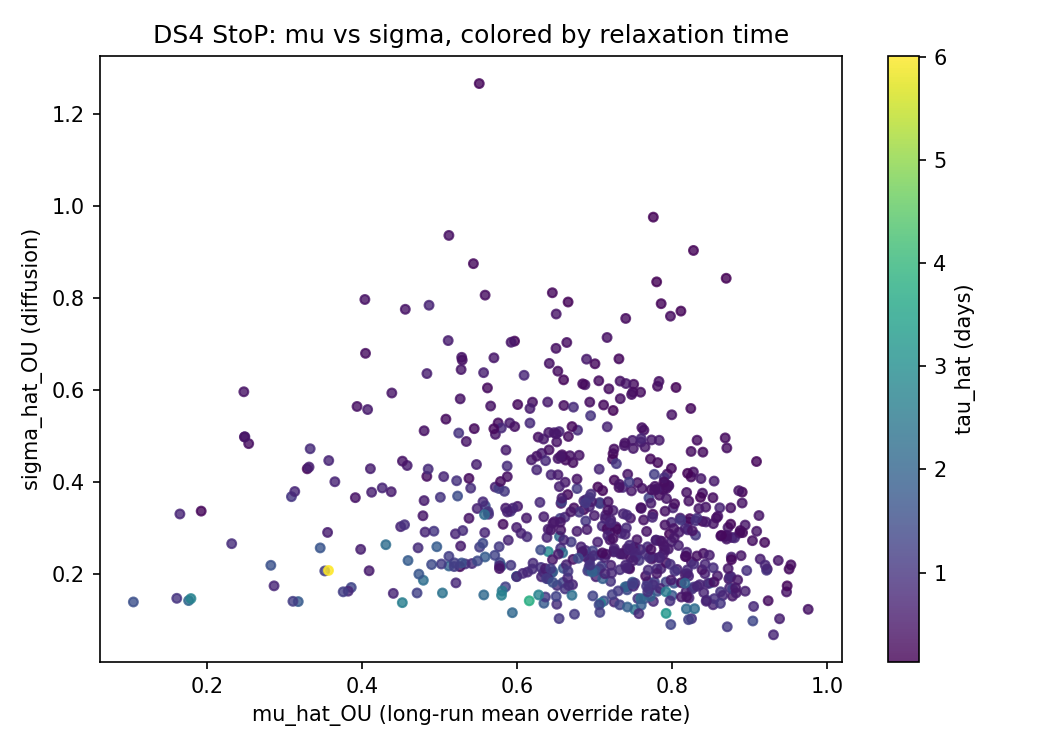 DS4 StoP: mu vs sigma, colored by relaxation time
sigma_hat_OU (diffusion)
1.2
1.0
0.8
0.6
0.4
0.2
0.2 0.4 0.6 0.8 1.0
mu_hat_OU (long-run mean override rate)
6
5
4
3
2
1
tau_hat (days)